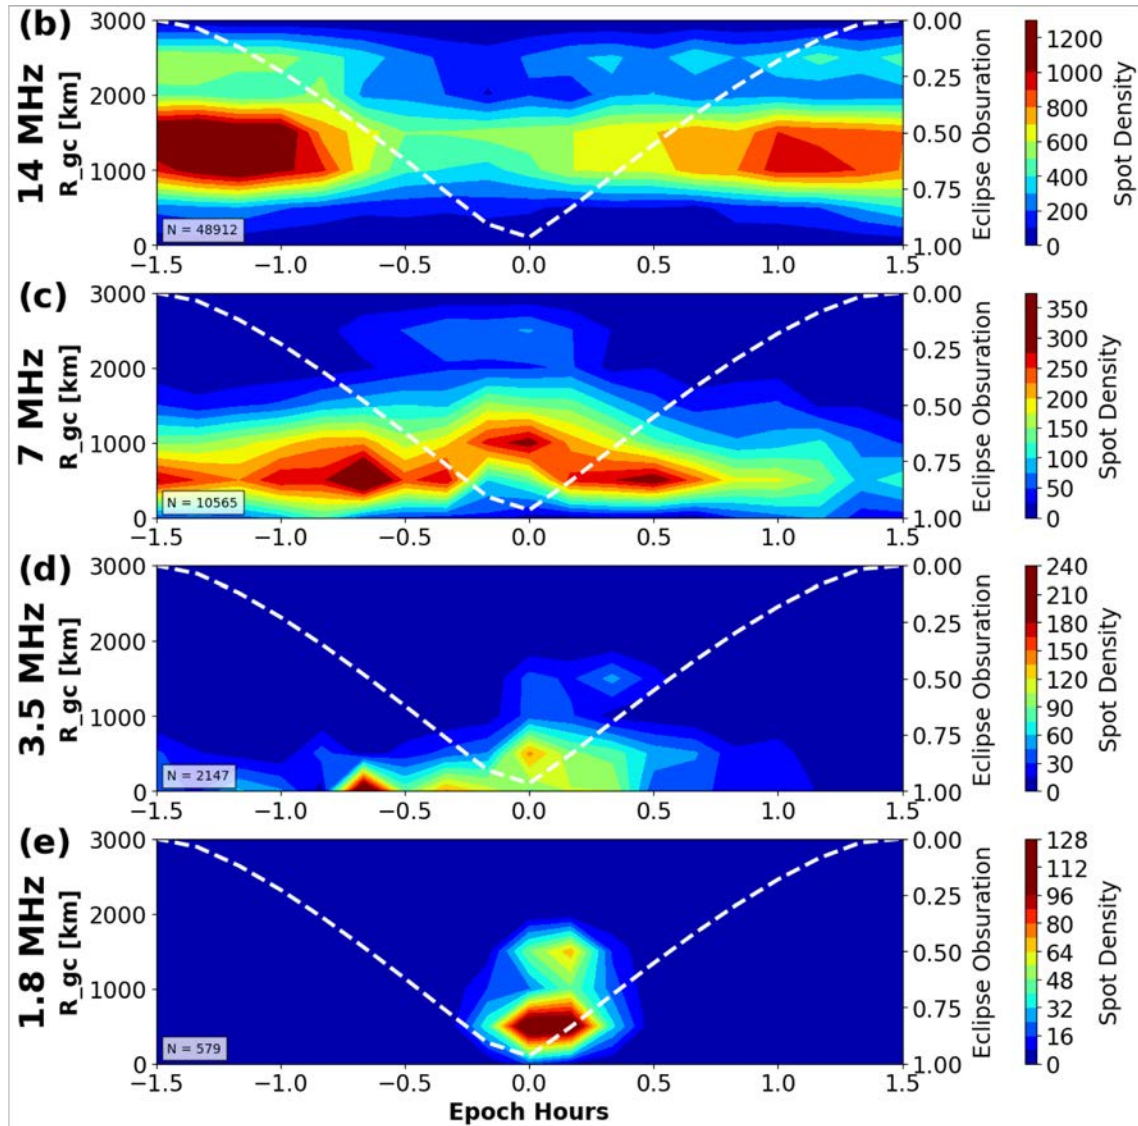 (b)
14 MHz
R_gc [km]
3000
2000
1000
0
N = 48912
−1.5 −1.0 −0.5 0.0 0.5 1.0 1.5
0.00
0.25
0.50
0.75
1.00
Eclipse Obsuration
1200
1000
800
600
400
200
0
Spot Density
(c)
7 MHz
R_gc [km]
3000
2000
1000
0
N = 10565
−1.5 −1.0 −0.5 0.0 0.5 1.0 1.5
0.00
0.25
0.50
0.75
1.00
Eclipse Obsuration
350
300
250
200
150
100
50
0
Spot Density
(d)
3.5 MHz
R_gc [km]
3000
2000
1000
0
N = 2147
−1.5 −1.0 −0.5 0.0 0.5 1.0 1.5
0.00
0.25
0.50
0.75
1.00
Eclipse Obsuration
240
210
180
150
120
90
60
30
0
Spot Density
(e)
1.8 MHz
R_gc [km]
3000
2000
1000
0
N = 579
−1.5 −1.0 −0.5 0.0 0.5 1.0 1.5
Epoch Hours
0.00
0.25
0.50
0.75
1.00
Eclipse Obsuration
128
112
96
80
64
48
32
16
0
Spot Density